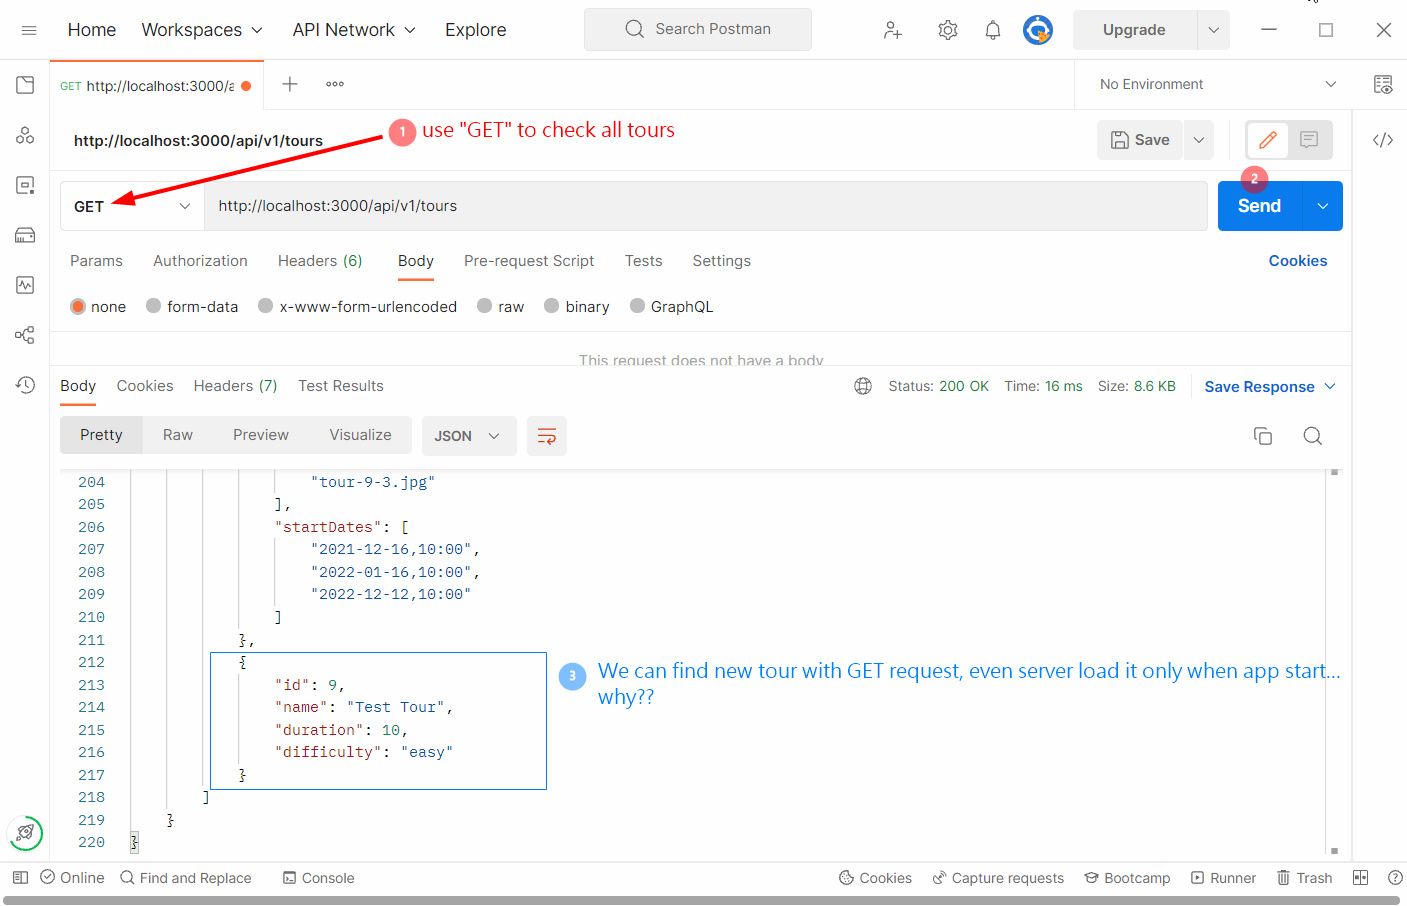 Home Workspaces API Network Explore Search Postman Upgrade
GET http://localhost:3000/a No Environment
http://localhost:3000/api/v1/tours 1 use "GET" to check all tours Save
2
GET http://localhost:3000/api/v1/tours Send
Params Authorization Headers (6) Body Pre-request Script Tests Settings Cookies
none form-data x-www-form-urlencoded raw binary GraphQL
This request does not have a body
Body Cookies Headers (7) Test Results Status: 200 OK Time: 16 ms Size: 8.6 KB Save Response
Pretty Raw Preview Visualize JSON
204 "tour-9-3.jpg"
205 ],
206 "startDates": [
207 "2021-12-16,10:00",
208 "2022-01-16,10:00",
209 "2022-12-12,10:00"
210 ]
211 },
212 {
213 "id": 9,
214 "name": "Test Tour",
215 "duration": 10,
216 "difficulty": "easy"
217 }
218 ]
219 }
220 }
3 We can find new tour with GET request, even server load it only when app start...
why??
Online Find and Replace Console Cookies Capture requests Bootcamp Runner Trash